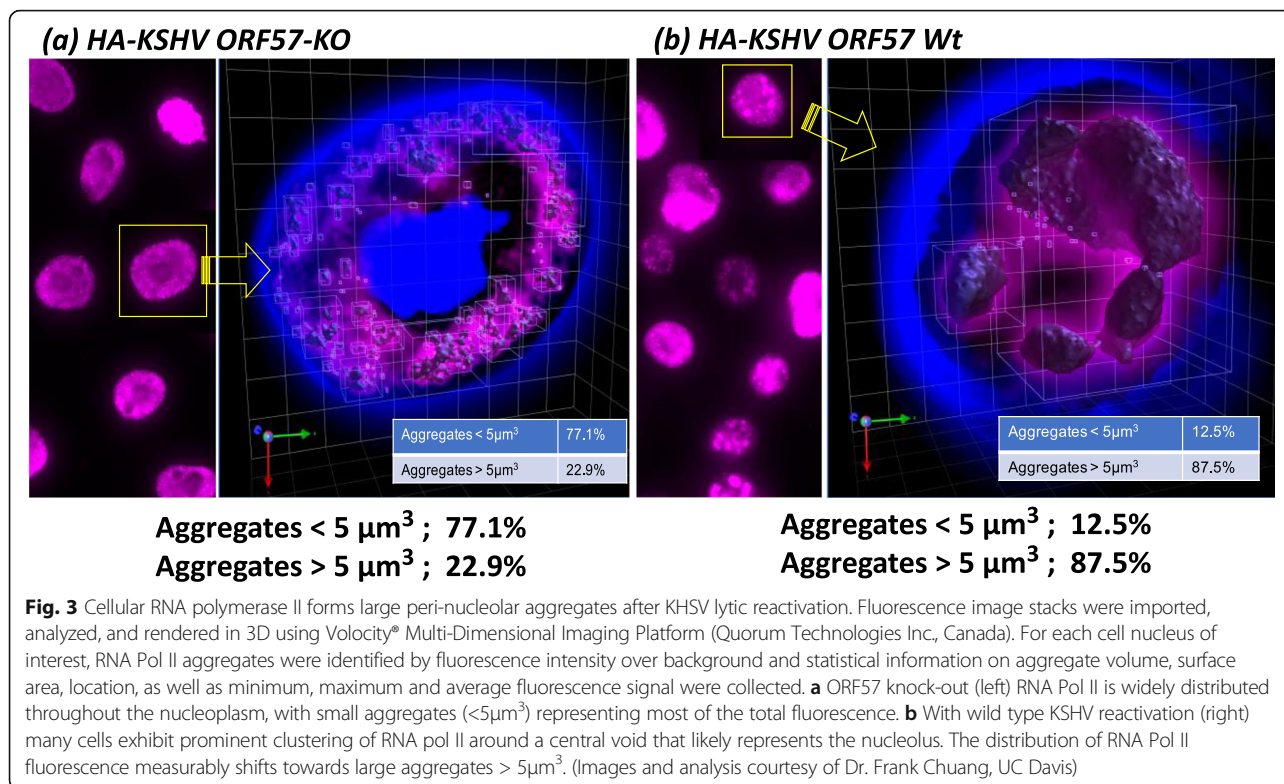 (a) HA-KSHV ORF57-KO
(b) HA-KSHV ORF57 Wt
Aggregates < 5µm³ 77.1%
Aggregates > 5µm³ 22.9%
Aggregates < 5µm³ 12.5%
Aggregates > 5µm³ 87.5%
Aggregates < 5 µm³ ; 77.1%
Aggregates > 5 µm³ ; 22.9%
Aggregates < 5 µm³ ; 12.5%
Aggregates > 5 µm³ ; 87.5%
Fig. 3 Cellular RNA polymerase II forms large peri-nucleolar aggregates after KHSV lytic reactivation. Fluorescence image stacks were imported,
analyzed, and rendered in 3D using Volocity® Multi-Dimensional Imaging Platform (Quorum Technologies Inc., Canada). For each cell nucleus of
interest, RNA Pol II aggregates were identified by fluorescence intensity over background and statistical information on aggregate volume, surface
area, location, as well as minimum, maximum and average fluorescence signal were collected. a ORF57 knock-out (left) RNA Pol II is widely distributed
throughout the nucleoplasm, with small aggregates (<5µm³) representing most of the total fluorescence. b With wild type KSHV reactivation (right)
many cells exhibit prominent clustering of RNA pol II around a central void that likely represents the nucleolus. The distribution of RNA Pol II
fluorescence measurably shifts towards large aggregates > 5µm³. (Images and analysis courtesy of Dr. Frank Chuang, UC Davis)